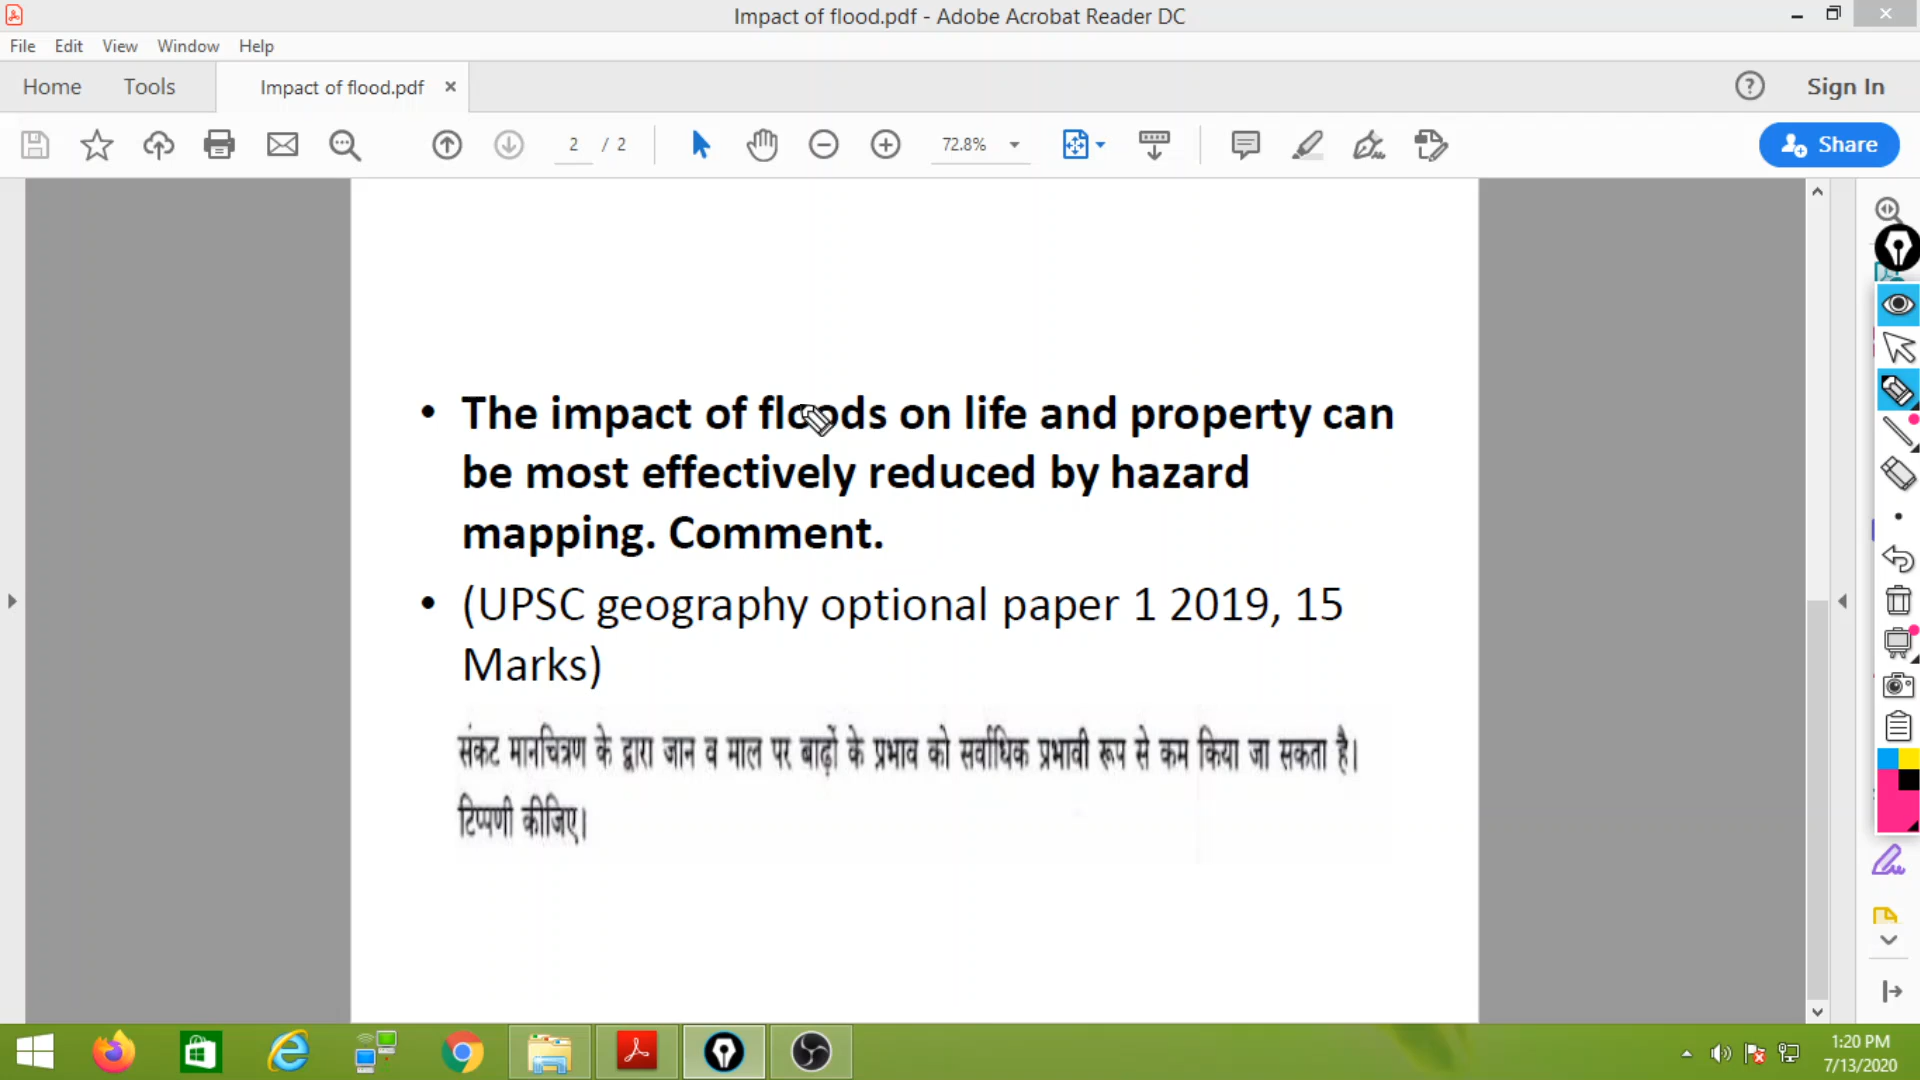 Impact of flood.pdf - Adobe Acrobat Reader DC
File Edit View Window Help
Home Tools Impact of flood.pdf × Sign In
2 / 2 72.8% Share
• The impact of floods on life and property can
be most effectively reduced by hazard
mapping. Comment.
• (UPSC geography optional paper 1 2019, 15
Marks)
संकट मानचित्रण के द्वारा जान व माल पर बाढ़ों के प्रभाव को सर्वाधिक प्रभावी रूप से कम किया जा सकता है।
टिप्पणी कीजिए।
1:20 PM
7/13/2020